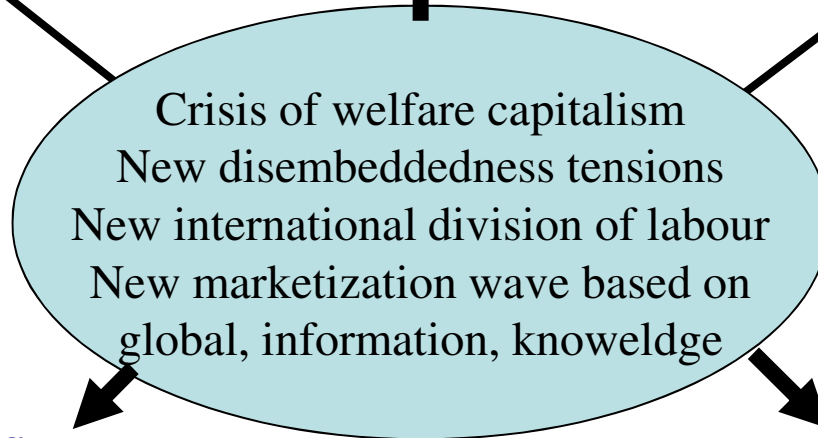 Crisis of welfare capitalism
New disembeddedness tensions
New international division of labour
New marketization wave based on
global, information, knoweldge